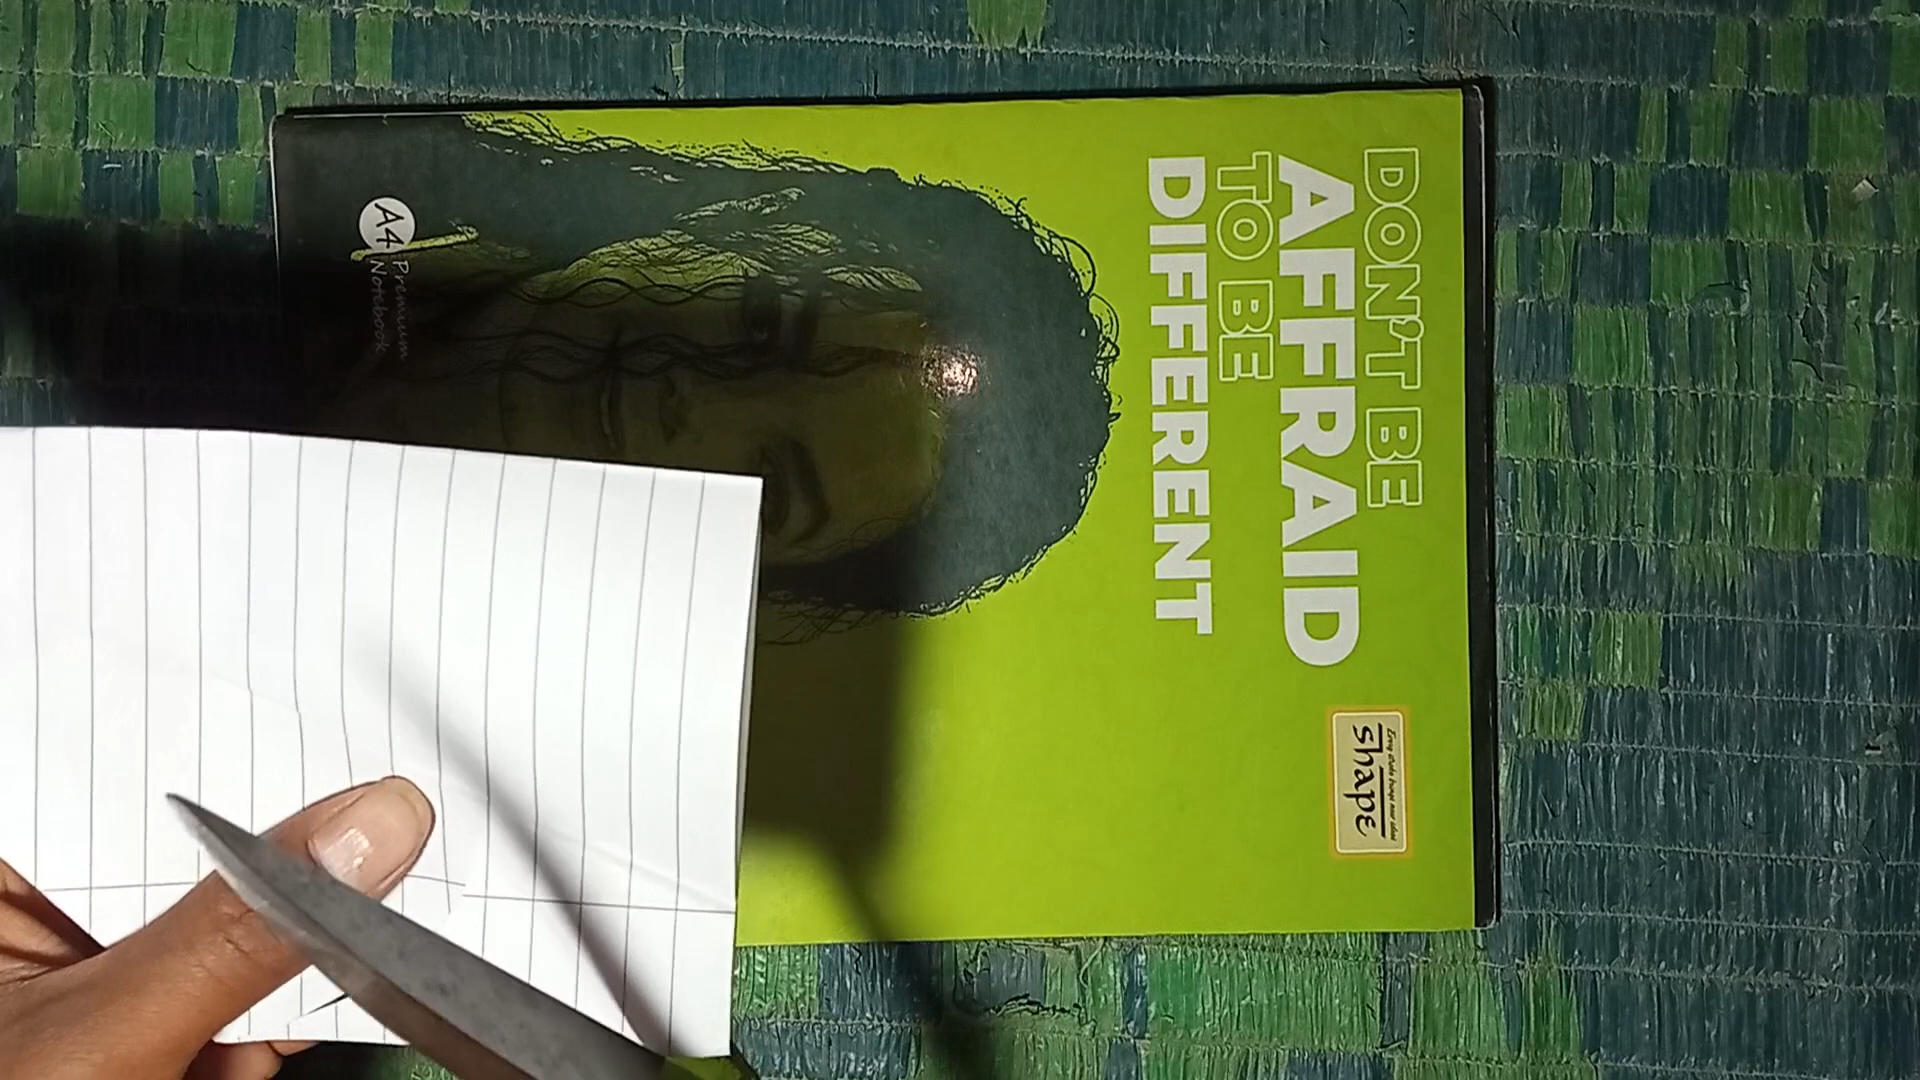 DON'T BE
AFFRAID
TO BE
DIFFERENT
shape
A4 Premium
Notebook